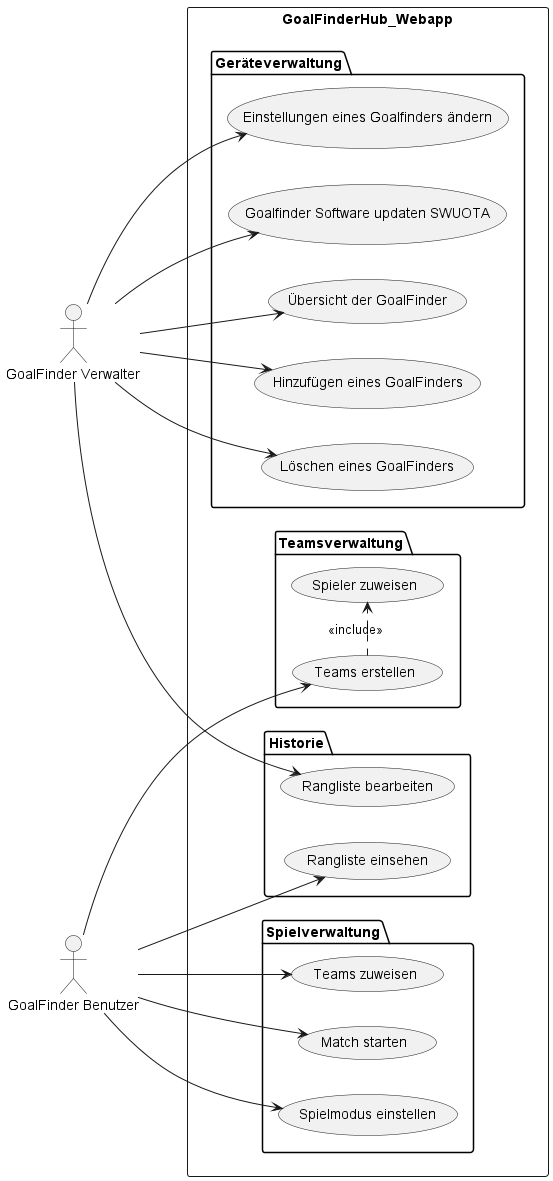 GoalFinderHub_Webapp
Geräteverwaltung
Einstellungen eines Goalfinders ändern
Goalfinder Software updaten SWUOTA
Übersicht der GoalFinder
GoalFinder Verwalter
Hinzufügen eines GoalFinders
Löschen eines GoalFinders
Teamsverwaltung
Spieler zuweisen
«include»
Teams erstellen
Historie
Rangliste bearbeiten
Rangliste einsehen
Spielverwaltung
Teams zuweisen
GoalFinder Benutzer
Match starten
Spielmodus einstellen